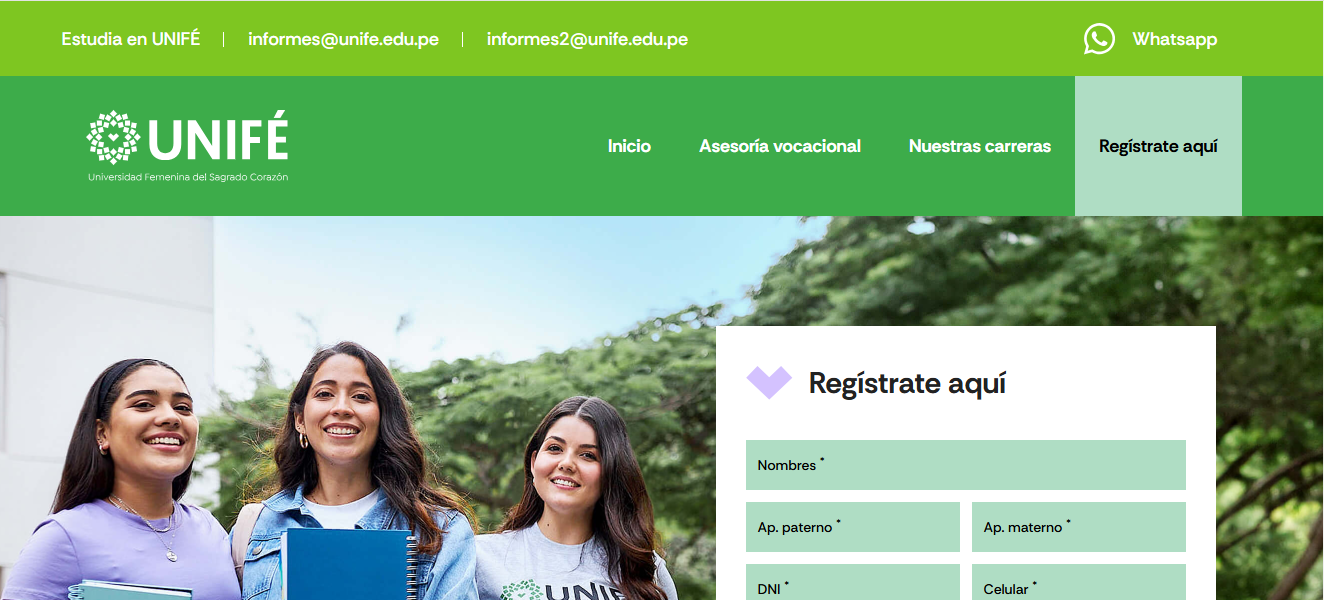 Estudia en UNIFÉ | informes@unife.edu.pe | informes2@unife.edu.pe Whatsapp
UNIFÉ
Universidad Femenina del Sagrado Corazón
Inicio Asesoría vocacional Nuestras carreras Regístrate aquí
Regístrate aquí
Nombres *
Ap. paterno * Ap. materno *
DNI * Celular *